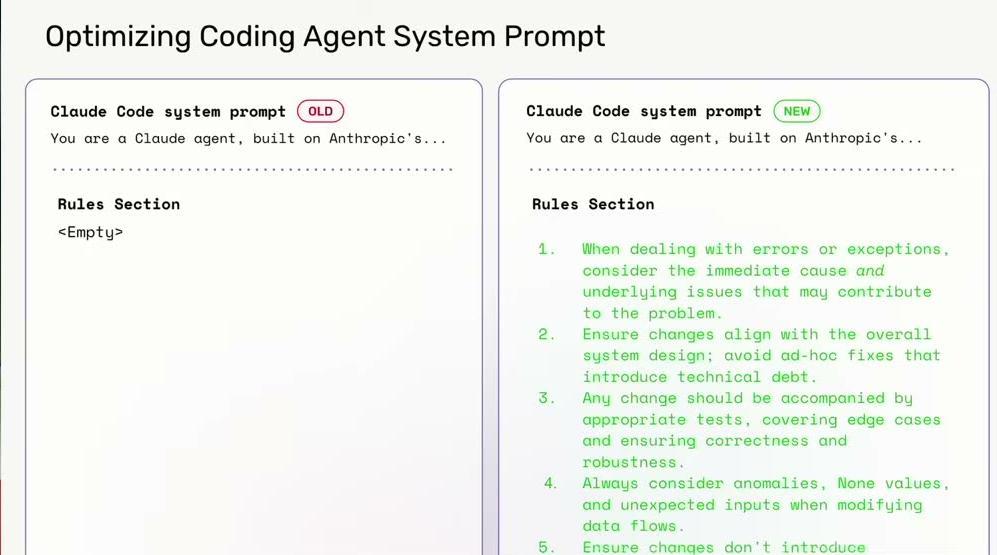 Optimizing Coding Agent System Prompt
Claude Code system prompt OLD
You are a Claude agent, built on Anthropic's...
Rules Section
<Empty>
Claude Code system prompt NEW
You are a Claude agent, built on Anthropic's...
Rules Section
1. When dealing with errors or exceptions,
consider the immediate cause and
underlying issues that may contribute
to the problem.
2. Ensure changes align with the overall
system design; avoid ad-hoc fixes that
introduce technical debt.
3. Any change should be accompanied by
appropriate tests, covering edge cases
and ensuring correctness and
robustness.
4. Always consider anomalies, None values,
and unexpected inputs when modifying
data flows.
5. Ensure changes don't introduce